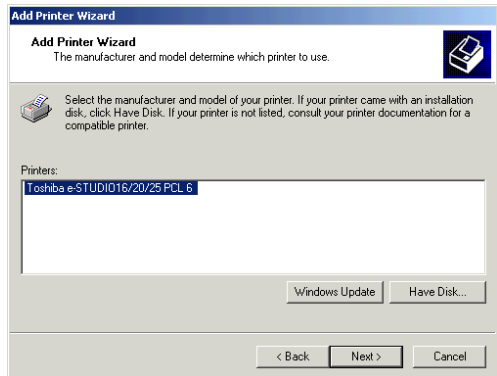 Add Printer Wizard
Add Printer Wizard
The manufacturer and model determine which printer to use.
Select the manufacturer and model of your printer. If your printer came with an installation
disk, click Have Disk. If your printer is not listed, consult your printer documentation for a
compatible printer.
Printers:
Toshiba e-STUDIO16/20/25 PCL 6
Windows Update
Have Disk...
< Back
Next >
Cancel